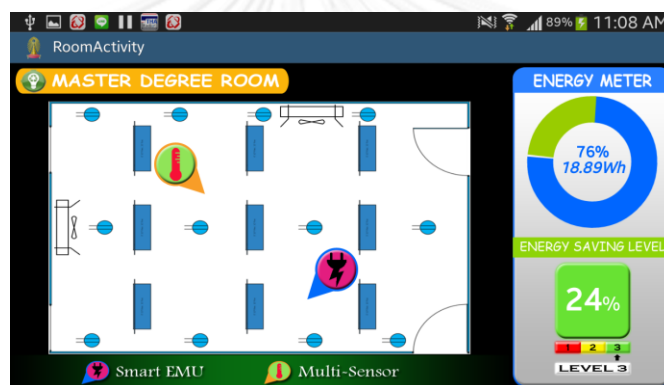 89% 11:08 AM
RoomActivity
MASTER DEGREE ROOM
ENERGY METER
76%
18.89Wh
ENERGY SAVING LEVEL
24%
1 2 3
LEVEL 3
Smart EMU Multi-Sensor